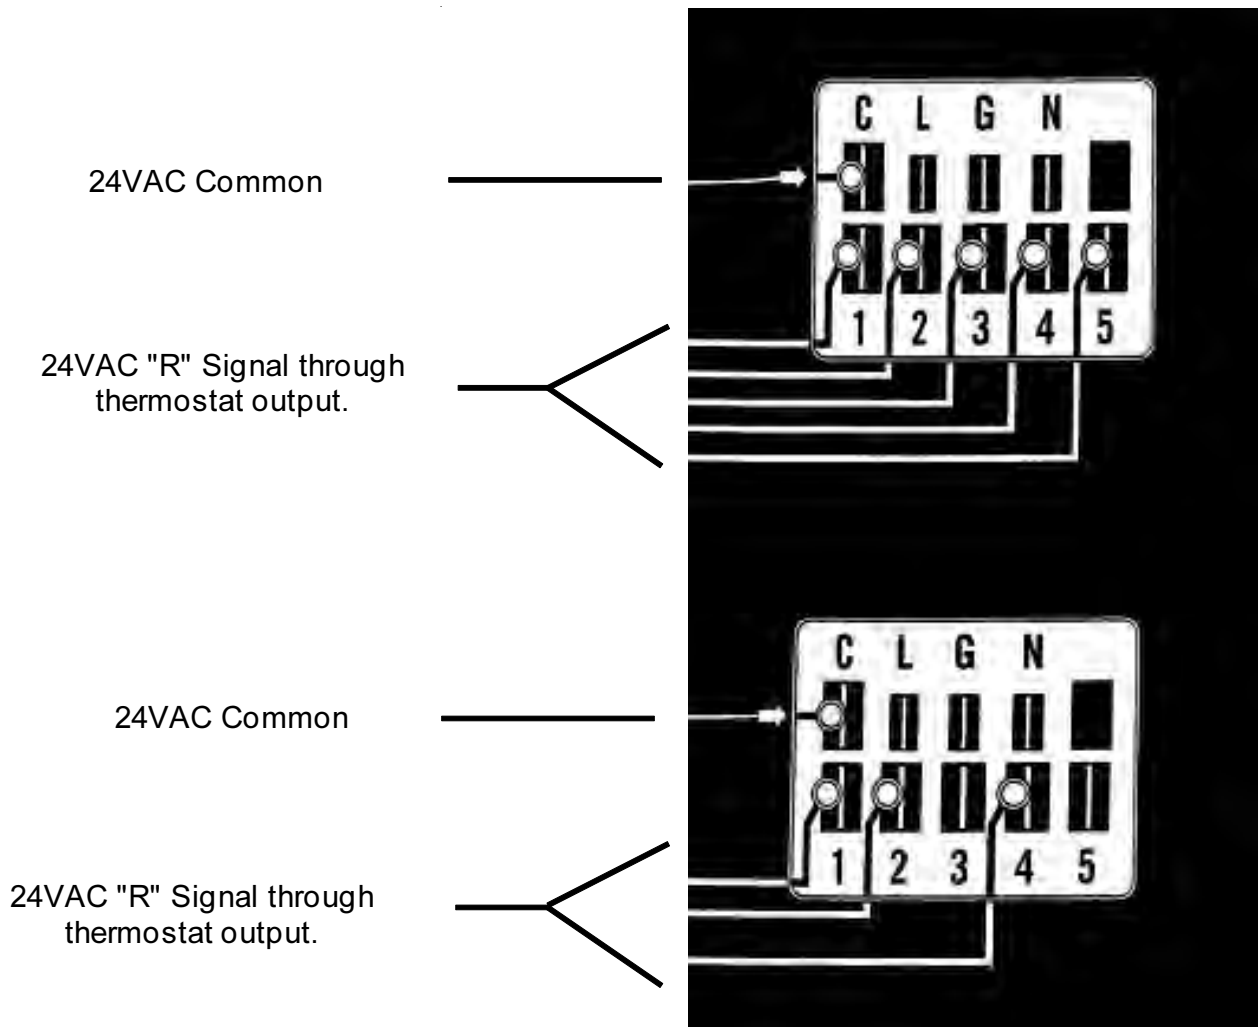 C L G N
24VAC Common
1 2 3 4 5
24VAC "R" Signal through
thermostat output.
C L G N
24VAC Common
1 2 3 4 5
24VAC "R" Signal through
thermostat output.